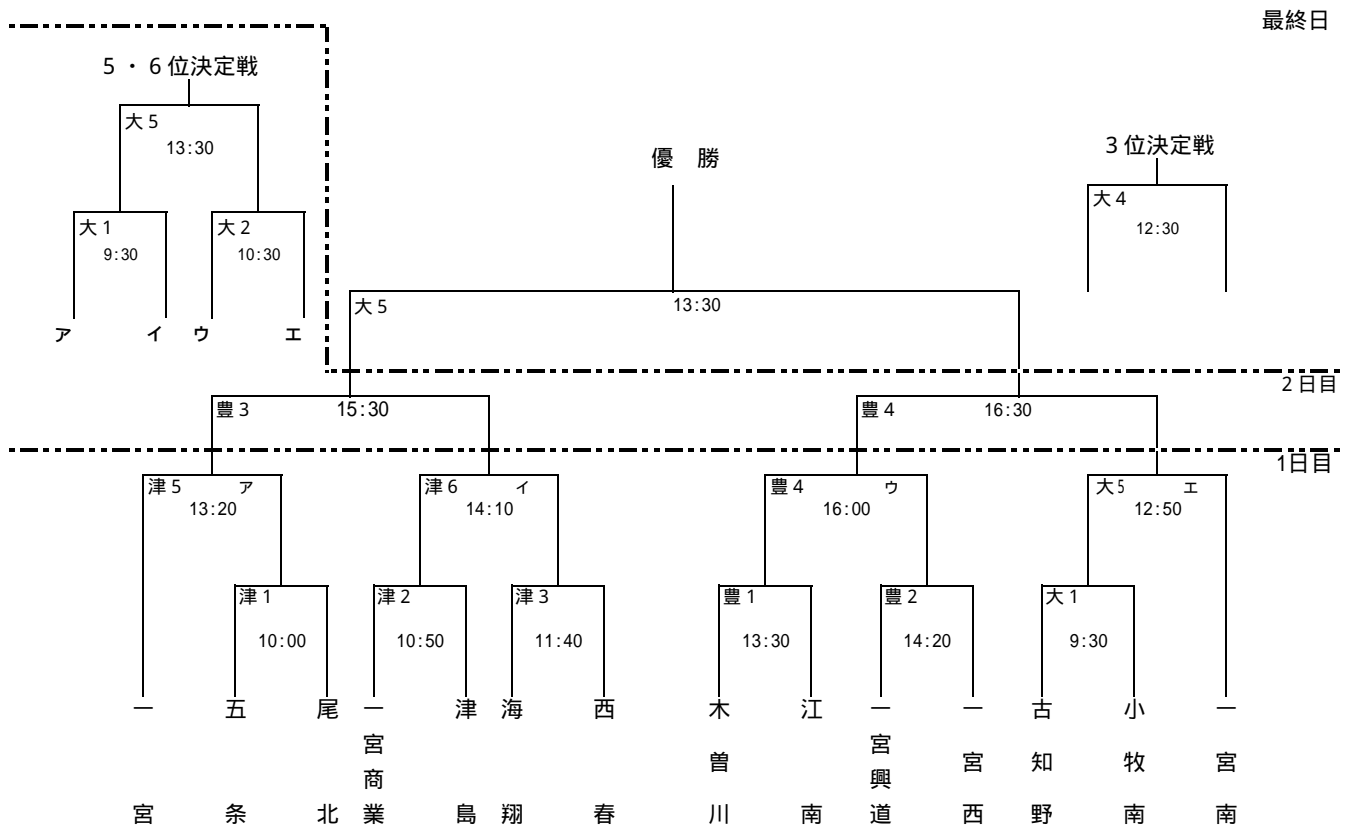 最終日
5・6位決定戦
大5
13:30
大1
9:30
大2
10:30
ア イ ウ エ
優 勝
3位決定戦
大4
12:30
大5 13:30
2日目
豊3 15:30
豊4 16:30
1日目
津5 ア
13:20
津6 イ
14:10
豊4 ウ
16:00
大5 エ
12:50
津1
10:00
津2
10:50
津3
11:40
豊1
13:30
豊2
14:20
大1
9:30
一宮
五条
尾北
一宮商業
津島
海翔
西春
木曽川
江南
一宮興道
一宮西
古知野
小牧南
一宮南